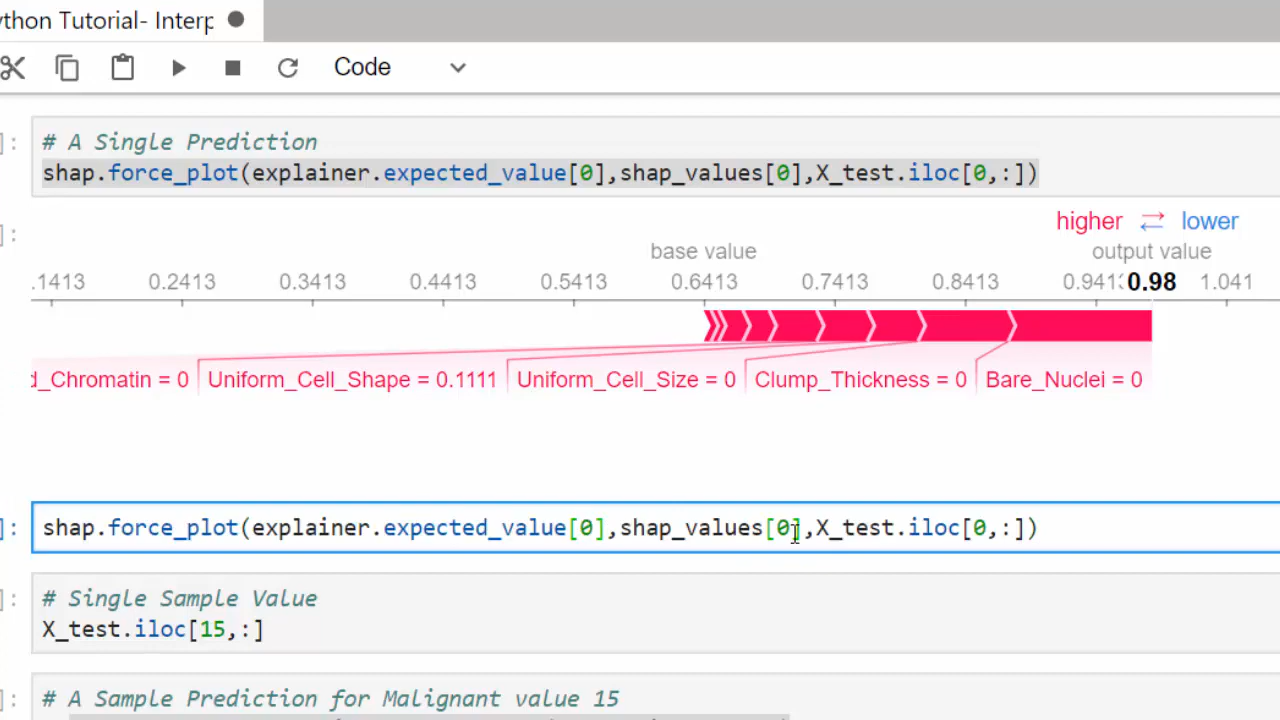 ython Tutorial- Interp
Code
]: # A Single Prediction
shap.force_plot(explainer.expected_value[0],shap_values[0],X_test.iloc[0,:])
]:
higher lower
base value output value
.1413 0.2413 0.3413 0.4413 0.5413 0.6413 0.7413 0.8413 0.9413 0.98 1.041
d_Chromatin = 0 Uniform_Cell_Shape = 0.1111 Uniform_Cell_Size = 0 Clump_Thickness = 0 Bare_Nuclei = 0
]: shap.force_plot(explainer.expected_value[0],shap_values[0],X_test.iloc[0,:])
]: # Single Sample Value
X_test.iloc[15,:]
]: # A Sample Prediction for Malignant value 15